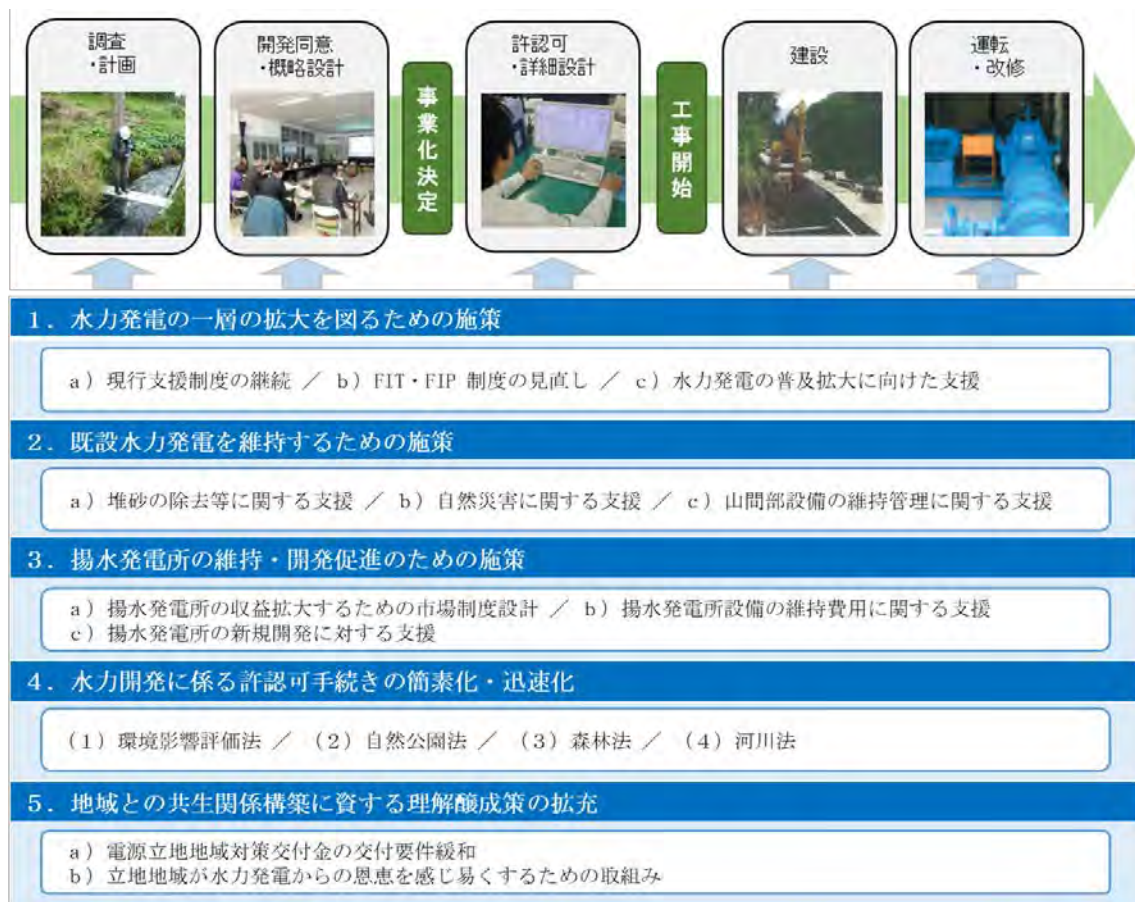 調査
・計画
開発同意
・概略設計
事業化決定
許認可
・詳細設計
工事開始
建設
運転
・改修
1. 水力発電の一層の拡大を図るための施策
a) 現行支援制度の継続 / b) FIT・FIP 制度の見直し / c) 水力発電の普及拡大に向けた支援
2. 既設水力発電を維持するための施策
a) 堆砂の除去等に関する支援 / b) 自然災害に関する支援 / c) 山間部設備の維持管理に関する支援
3. 揚水発電所の維持・開発促進のための施策
a) 揚水発電所の収益拡大するための市場制度設計 / b) 揚水発電所設備の維持費用に関する支援
c) 揚水発電所の新規開発に対する支援
4. 水力開発に係る許認可手続きの簡素化・迅速化
(1) 環境影響評価法 / (2) 自然公園法 / (3) 森林法 / (4) 河川法
5. 地域との共生関係構築に資する理解醸成策の拡充
a) 電源立地地域対策交付金の交付要件緩和
b) 立地地域が水力発電からの恩恵を感じ易くするための取組み